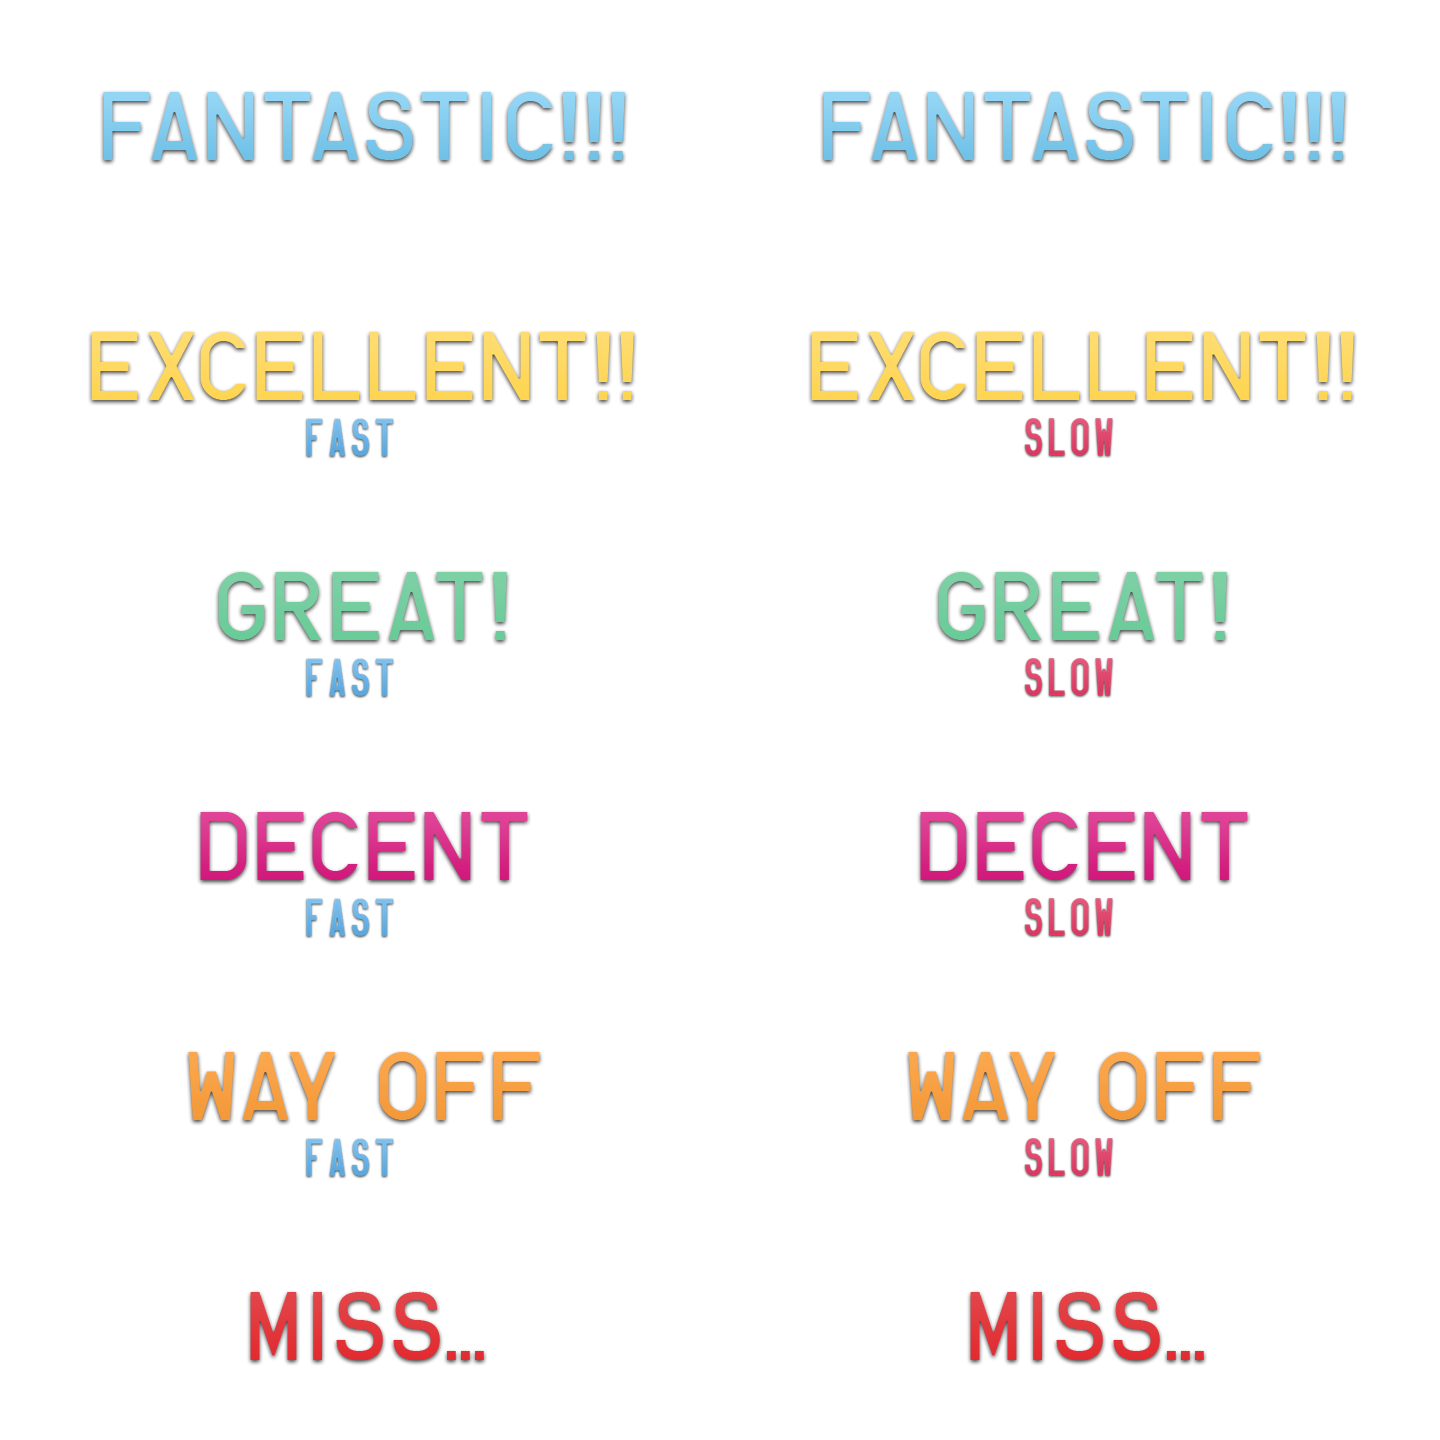 FANTASTIC!!! FANTASTIC!!!
EXCELLENT!! EXCELLENT!!
FAST SLOW
GREAT! GREAT!
FAST SLOW
DECENT DECENT
FAST SLOW
WAY OFF WAY OFF
FAST SLOW
MISS... MISS...